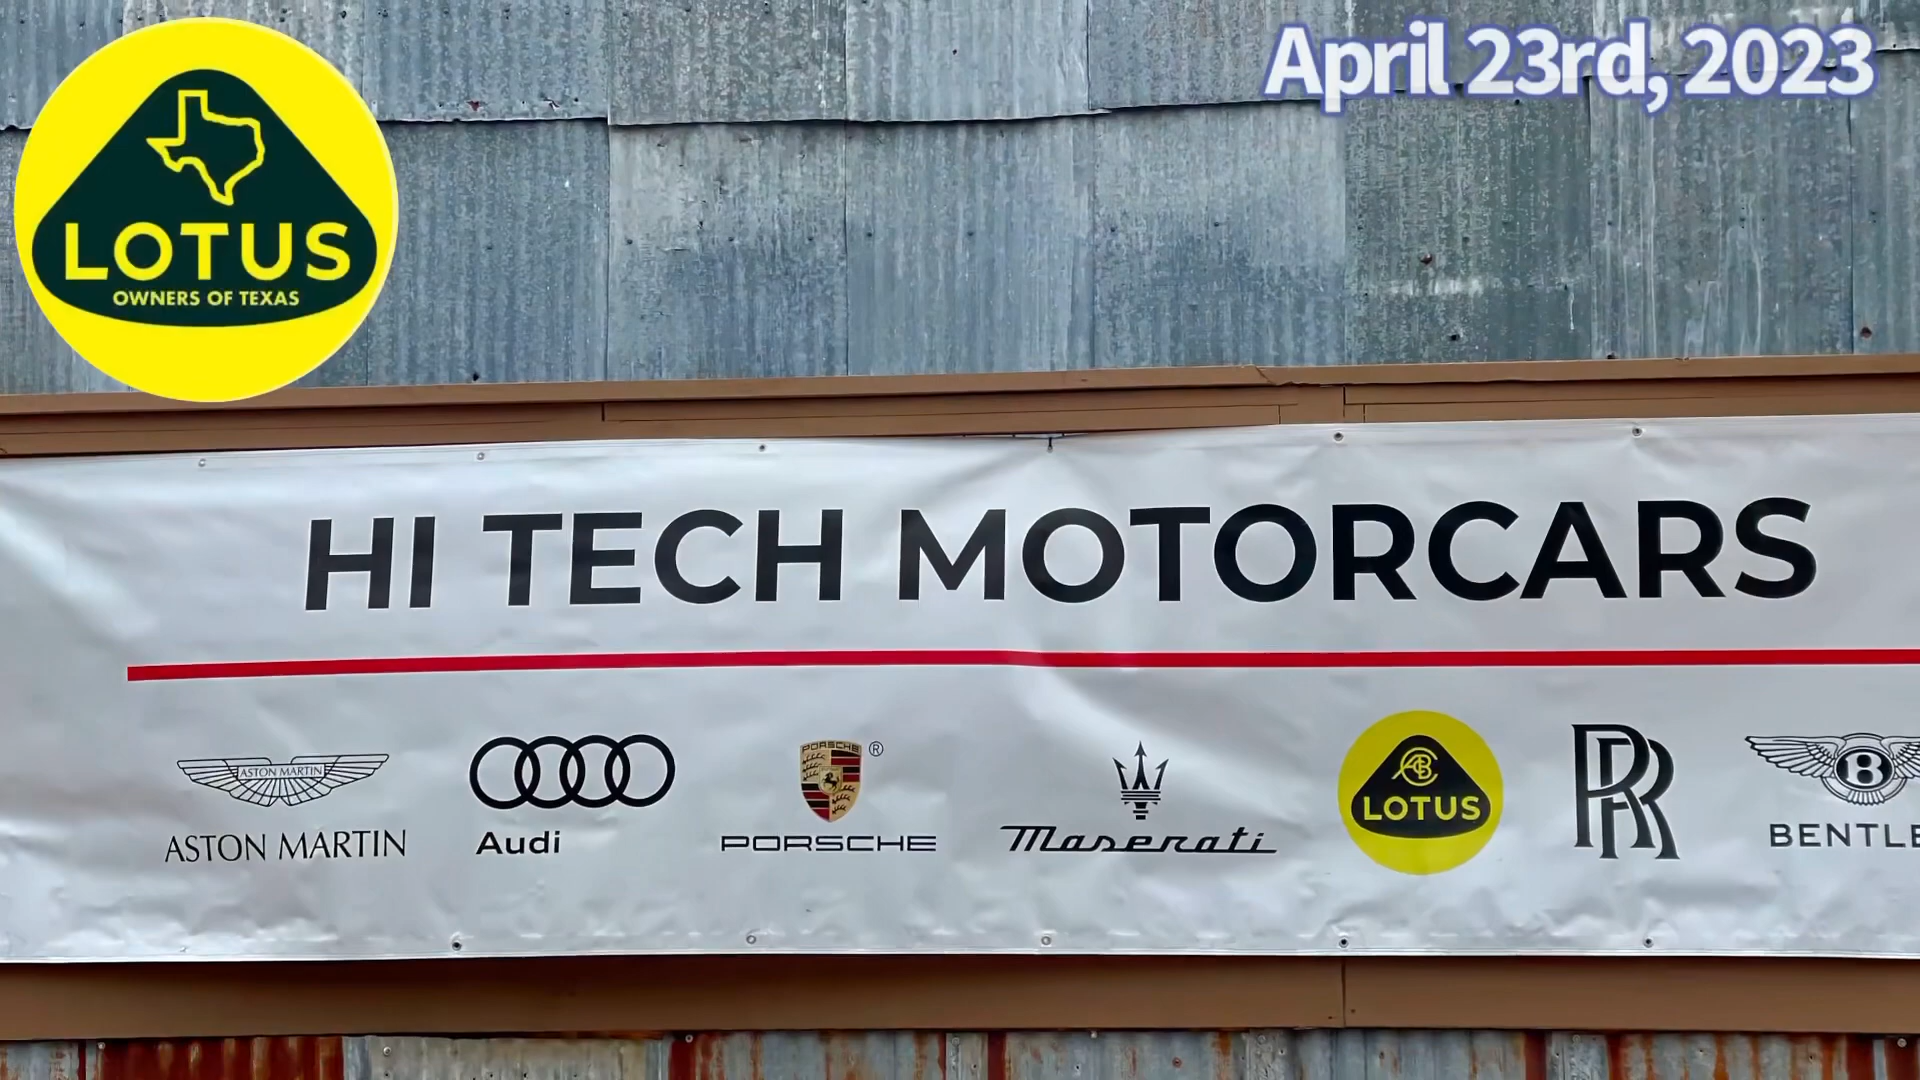 April 23rd, 2023
LOTUS
OWNERS OF TEXAS
HI TECH MOTORCARS
ASTON MARTIN
PORSCHE ®
ASTON MARTIN
Audi
PORSCHE
Maserati
LOTUS
RR
B
BENTLE